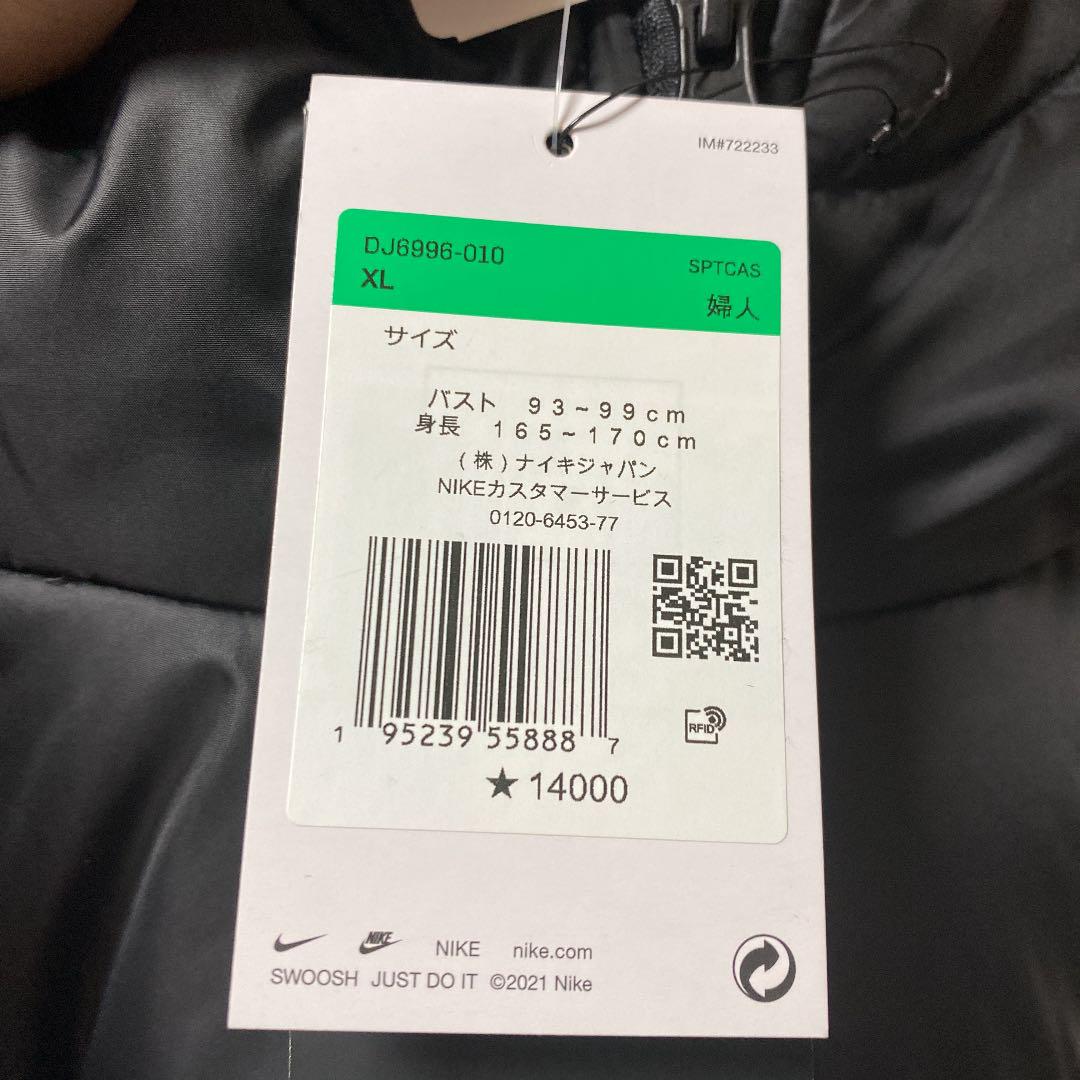 IM#722233
DJ6996-010
SPTCAS
XL
婦人
サイズ
バスト 93~99cm
身長 165~170cm
(株)ナイキジャパン
NIKEカスタマーサービス
0120-6453-77
RFID
1 95239 55888 7
★14000
NIKE
NIKE nike.com
SWOOSH JUST DO IT ©2021 Nike